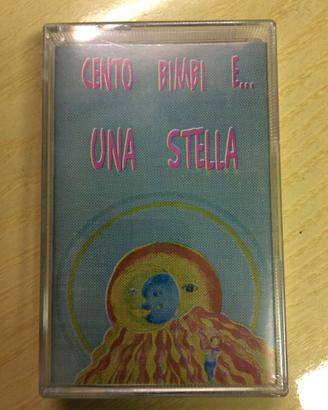 CENTO BIMBI E...
UNA STELLA